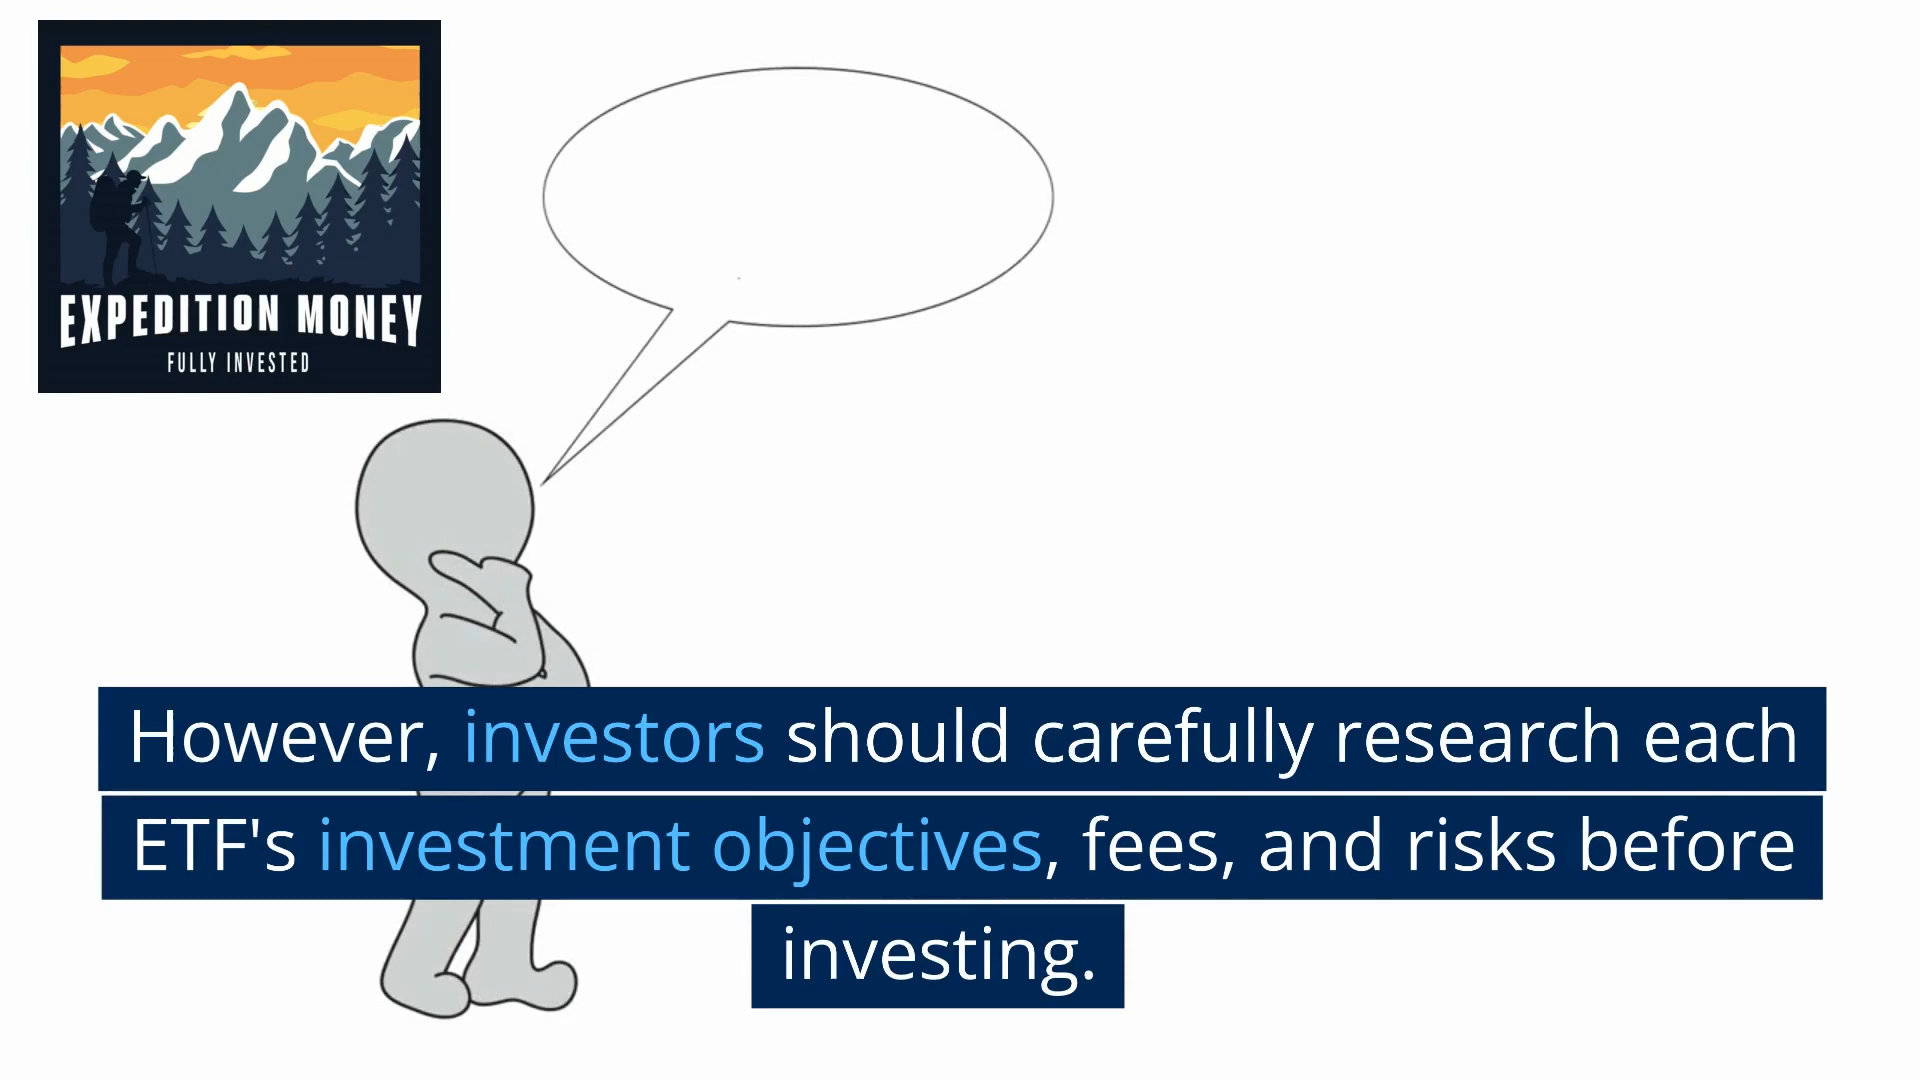 EXPEDITION MONEY
FULLY INVESTED
However, investors should carefully research each
ETF's investment objectives, fees, and risks before
investing.